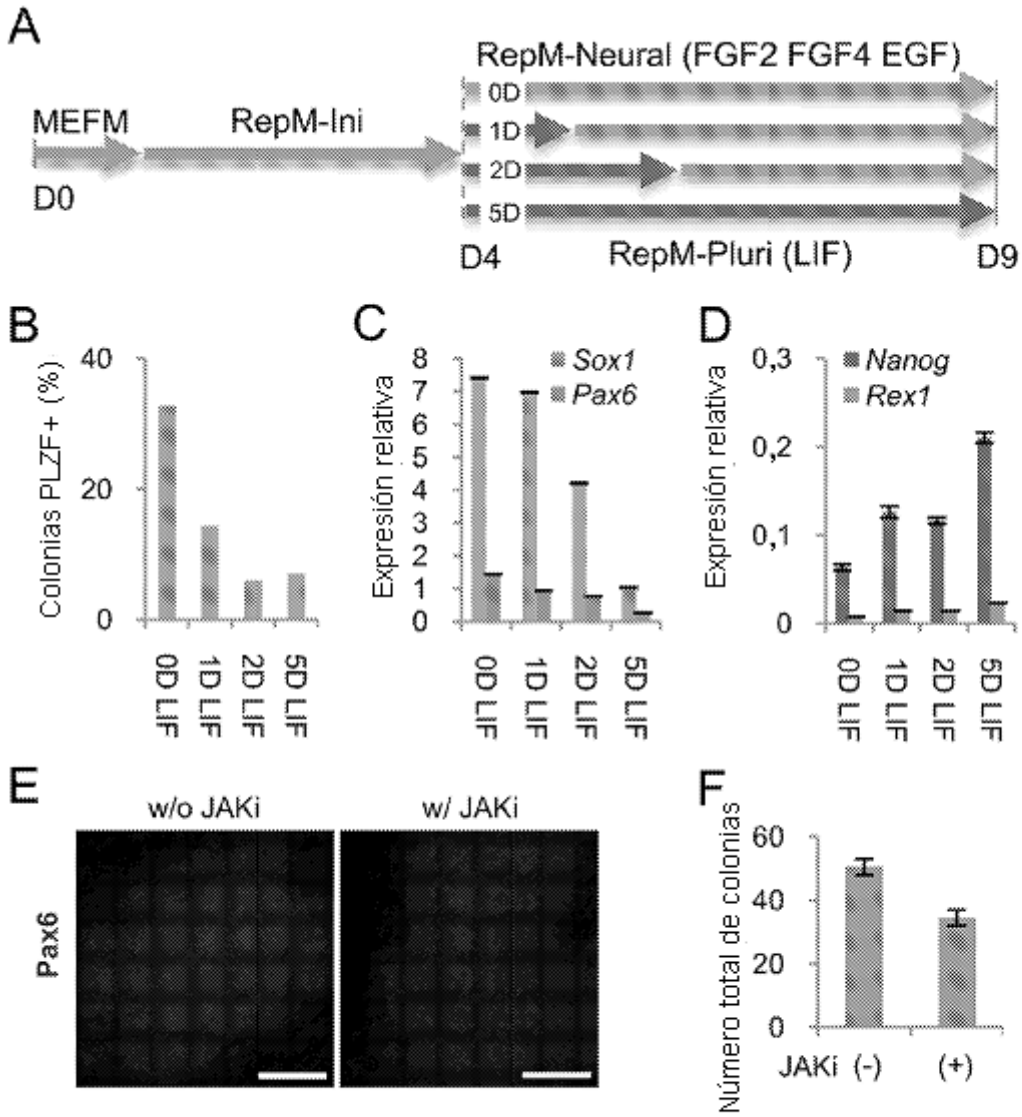 A
RepM-Neural (FGF2 FGF4 EGF)
0D
MEFM
RepM-Ini
1D
2D
D0
5D
D4
RepM-Pluri (LIF)
D9
B
Colonias PLZF+ (%)
40
20
0
0D LIF
1D LIF
2D LIF
5D LIF
C
Expresión relativa
8
7
6
5
4
3
2
1
0
Sox1
Pax6
0D LIF
1D LIF
2D LIF
5D LIF
D
Expresión relativa
0,3
0,2
0,1
0
Nanog
Rex1
0D LIF
1D LIF
2D LIF
5D LIF
E
w/o JAKi
w/ JAKi
Pax6
F
Número total de colonias
60
40
20
0
JAKi (-) (+)